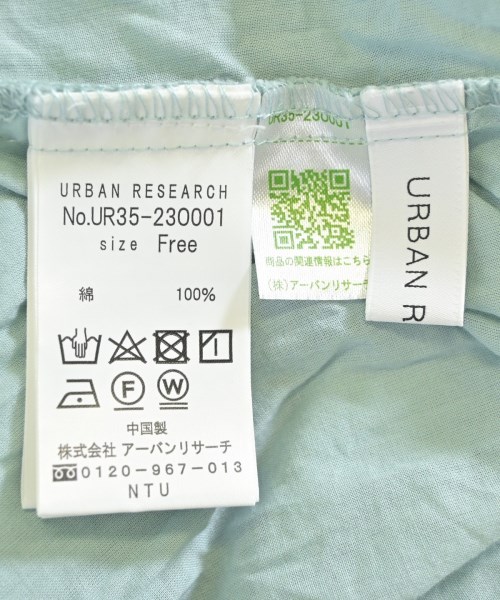 URBAN RESEARCH
No.UR35-230001
size Free
綿 100%
F W
中国製
株式会社 アーバンリサーチ
0120-967-013
NTU
UR35-230001
商品の関連情報はこちら
(株)アーバンリサーチ
URBAN R